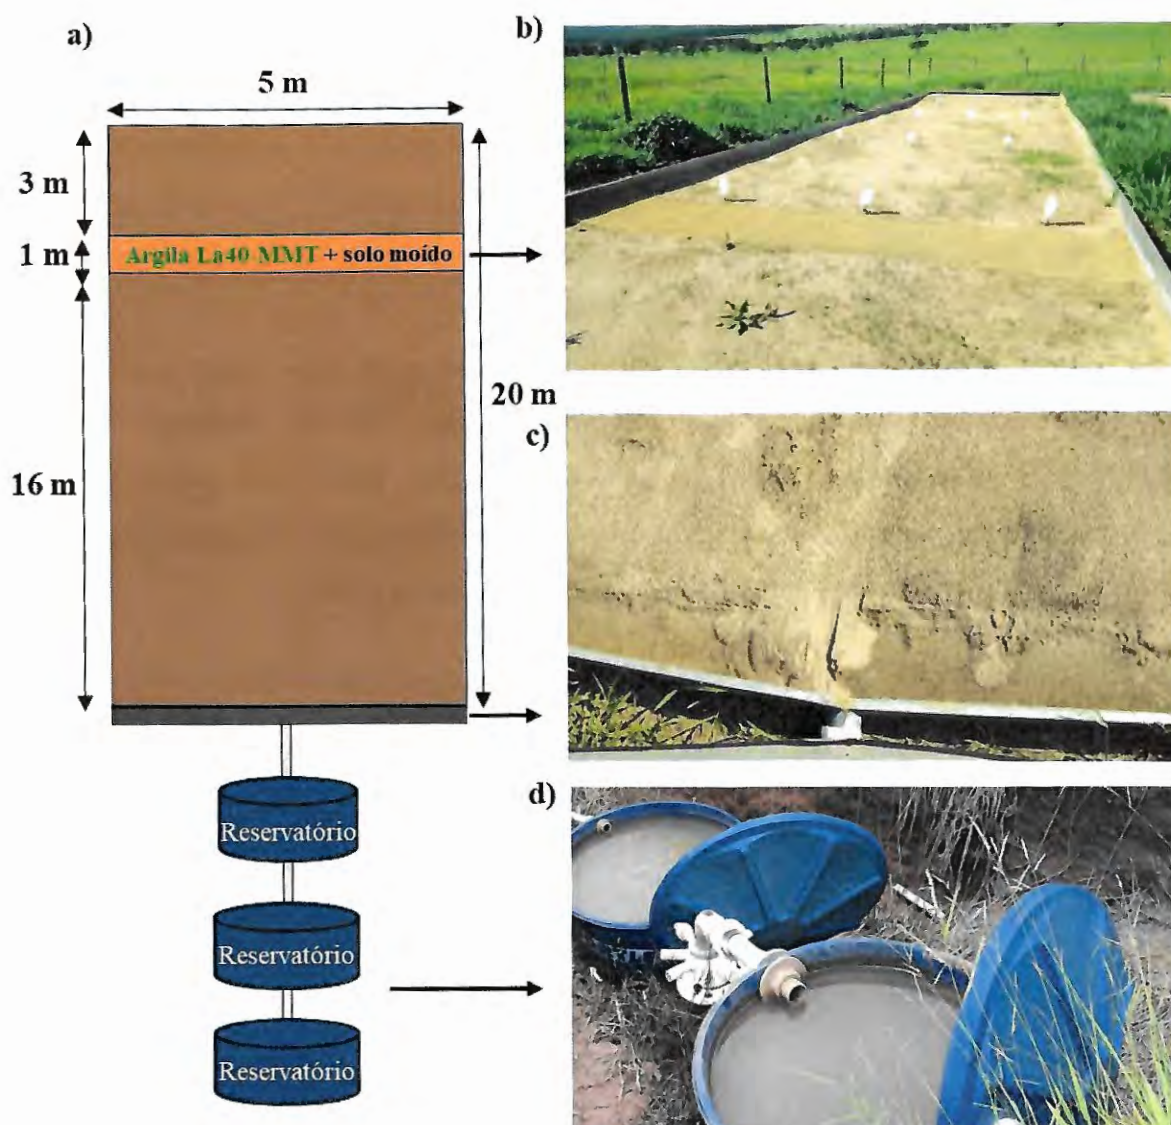 a)
5 m
3 m
1 m
Argila La40 MMT + solo moído
20 m
16 m
Reservatório
Reservatório
Reservatório
b)
c)
d)